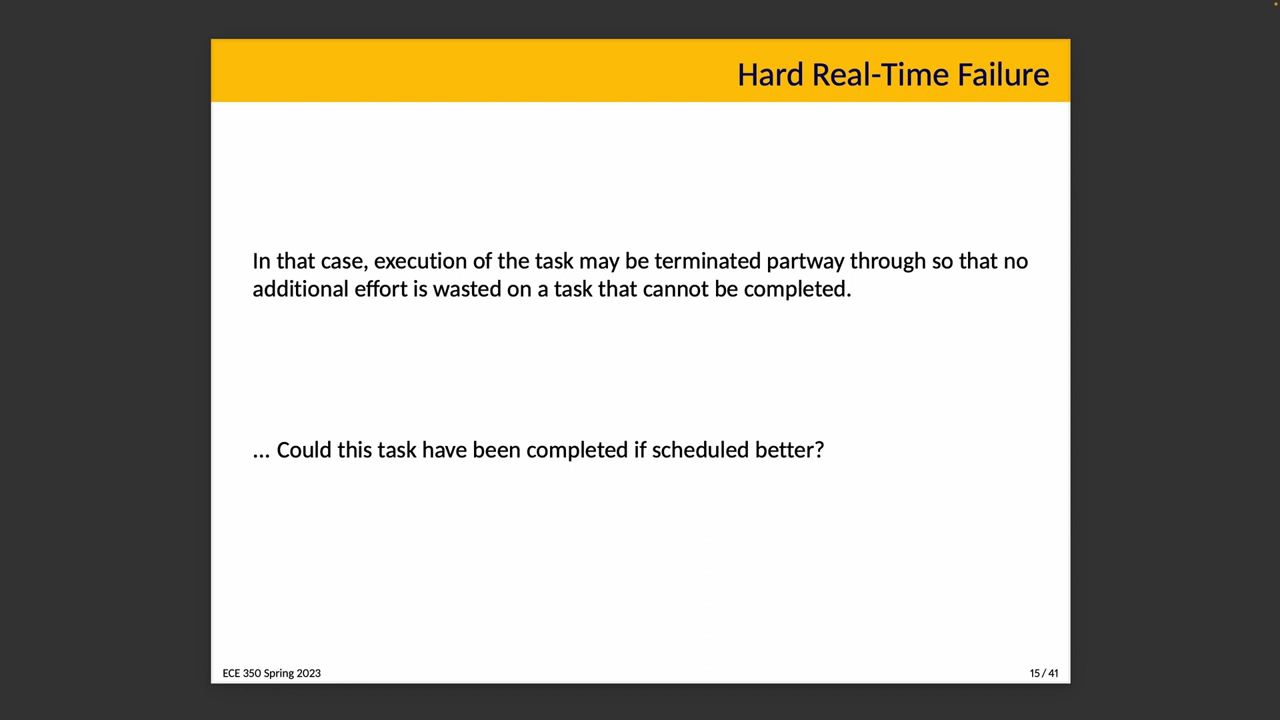 Hard Real-Time Failure
In that case, execution of the task may be terminated partway through so that no
additional effort is wasted on a task that cannot be completed.
... Could this task have been completed if scheduled better?
ECE 350 Spring 2023
15 / 41